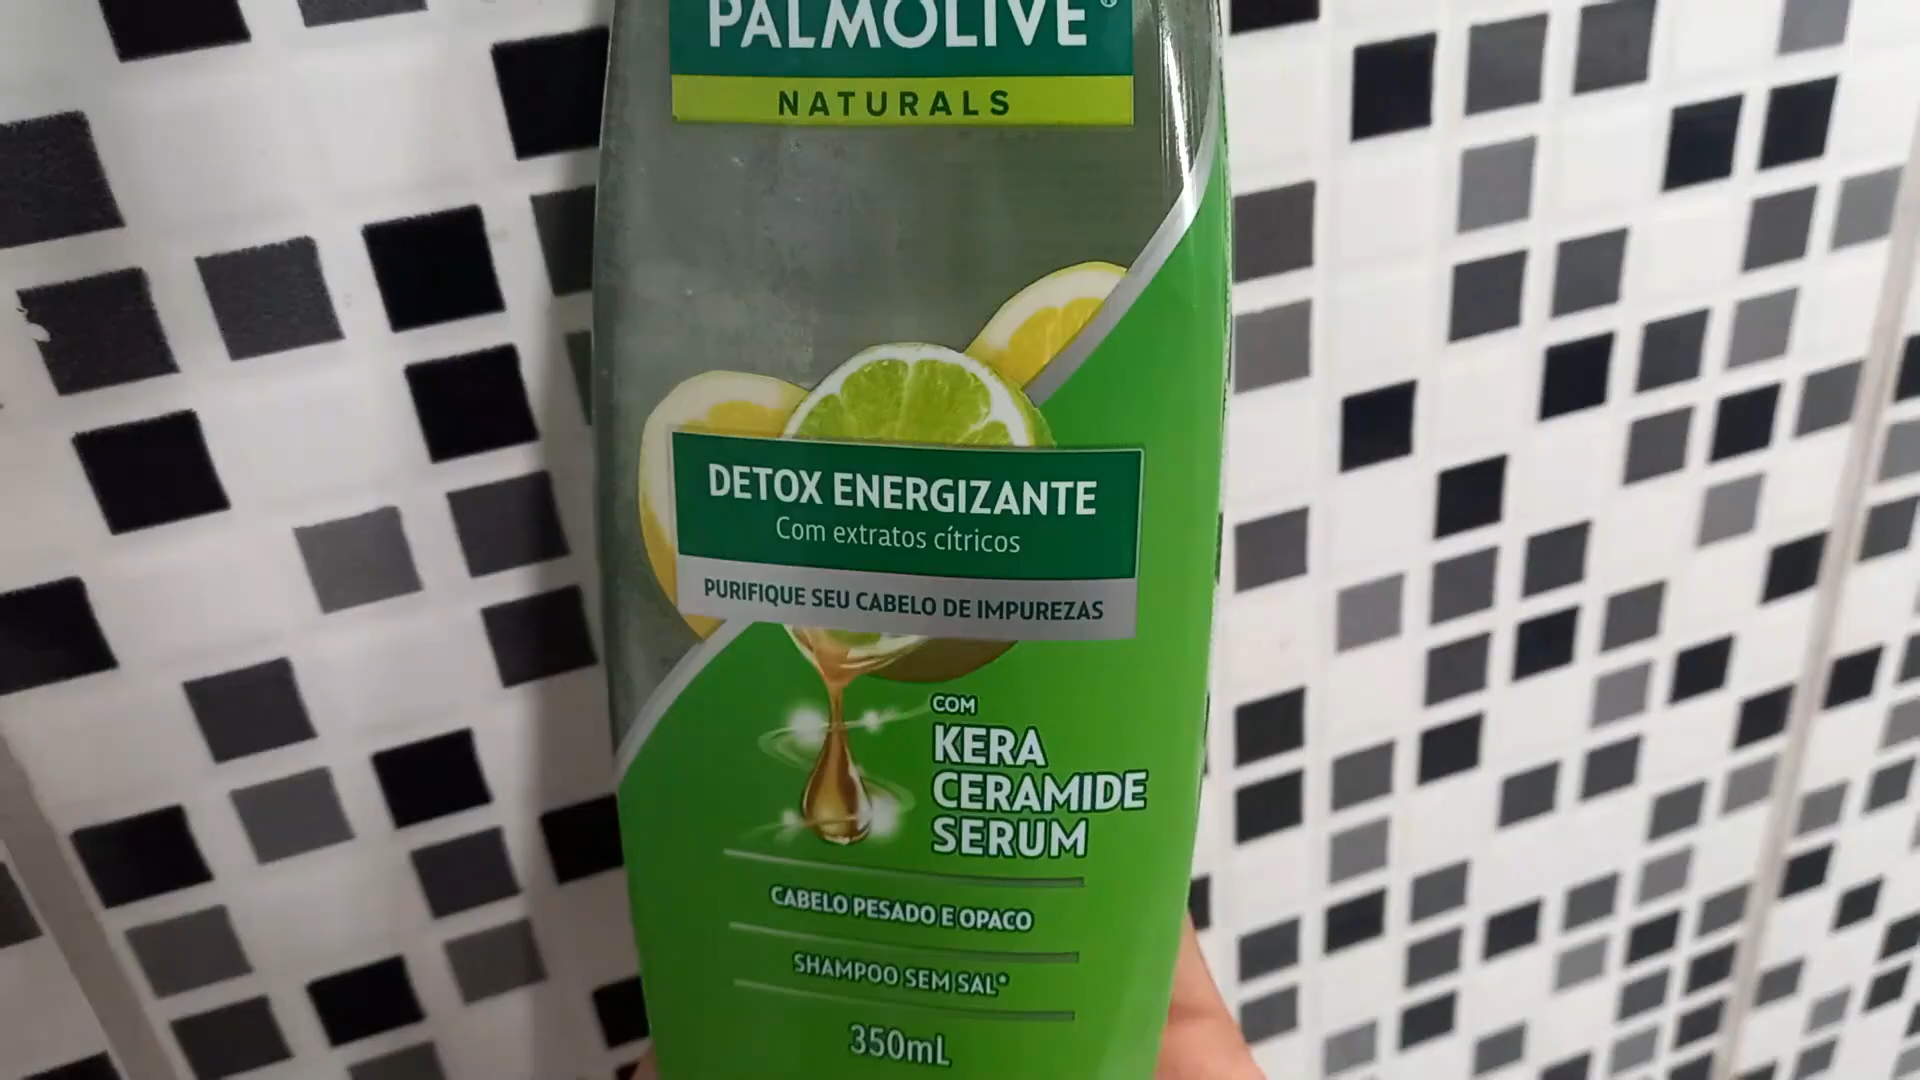 PALMOLIVE
NATURALS
DETOX ENERGIZANTE
Com extratos cítricos
PURIFIQUE SEU CABELO DE IMPUREZAS
COM
KERA
CERAMIDE
SERUM
CABELO PESADO E OPACO
SHAMPOO SEM SAL*
350mL